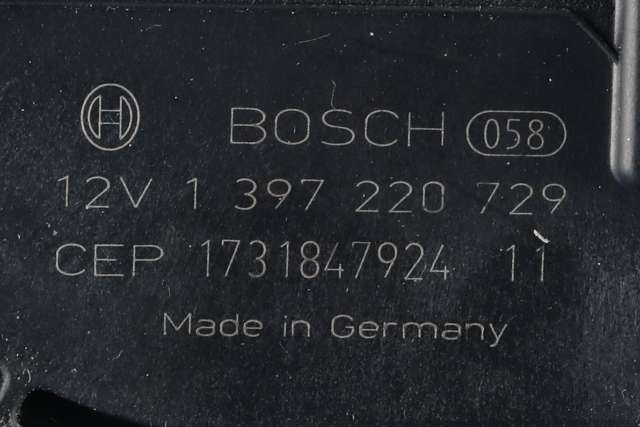 BOSCH 058
12V 1 397 220 729
CEP 1731847924 11
Made in Germany